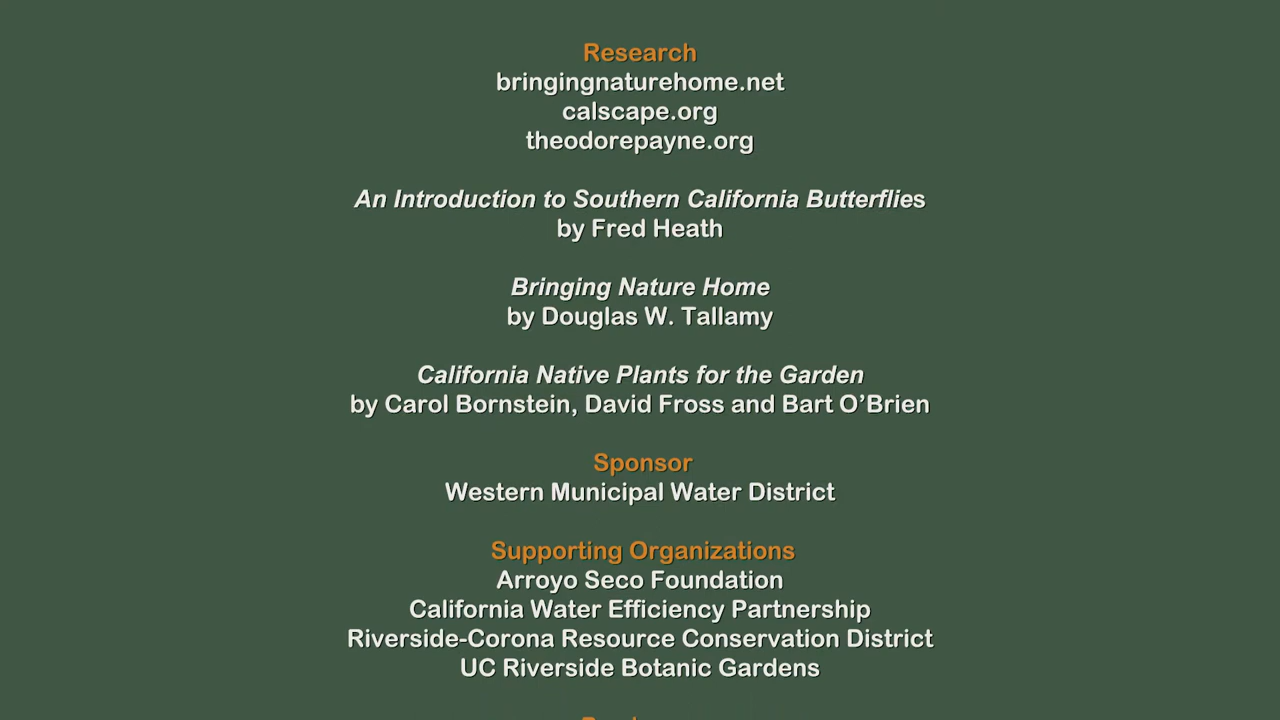 Research
bringingnaturehome.net
calscape.org
theodorepayne.org
An Introduction to Southern California Butterflies
by Fred Heath
Bringing Nature Home
by Douglas W. Tallamy
California Native Plants for the Garden
by Carol Bornstein, David Fross and Bart O’Brien
Sponsor
Western Municipal Water District
Supporting Organizations
Arroyo Seco Foundation
California Water Efficiency Partnership
Riverside-Corona Resource Conservation District
UC Riverside Botanic Gardens